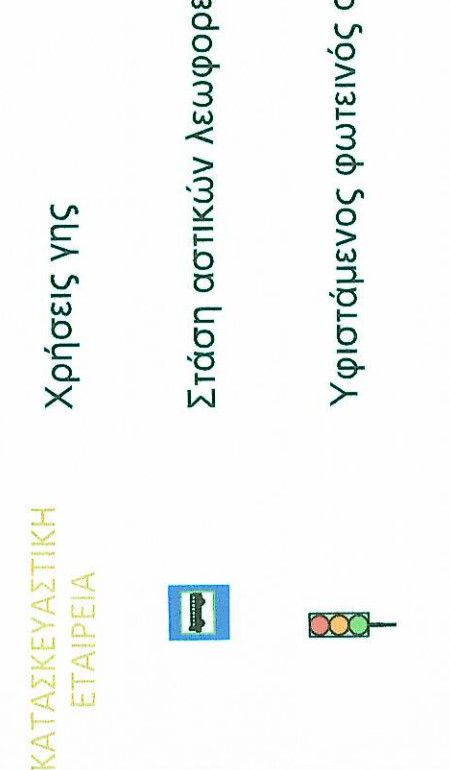 ΚΑΤΑΣΚΕΥΑΣΤΙΚΗ
ΕΤΑΙΡΕΙΑ
Χρήσεις γης
Στάση αστικών
Υφιστάμενος φωτεινός